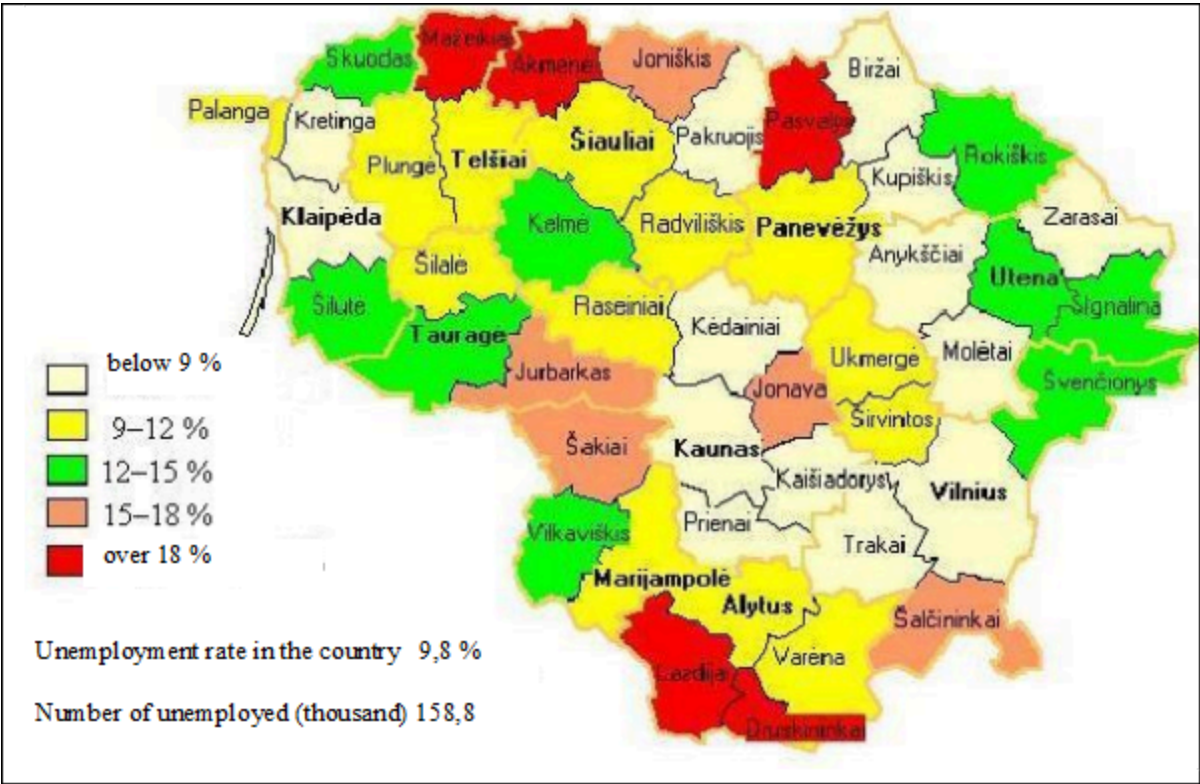 Mažeikiai
Skuodas
Akmenė
Joniškis
Biržai
Palanga
Kretinga
Pasvalys
Šiauliai
Pakruojis
Plungė
Telšiai
Rokiškis
Kupiškis
Klaipėda
Kelmė
Radviliškis
Panevėžys
Zarasai
Anykščiai
Šilalė
Utena
Šilutė
Raseiniai
ŠIgnalina
Tauragė
Kėdainiai
Ukmergė
Molėtai
below 9 %
Jurbarkas
Jonava
Švenčionys
9–12 %
Širvintos
Šakiai
Kaunas
12–15 %
Kaišiadorys
Vilnius
15–18 %
Vilkaviškis
Prienai
Trakai
over 18 %
Marijampolė
Alytus
Šalčininkai
Unemployment rate in the country 9,8 %
Varėna
Lazdijai
Number of unemployed (thousand) 158,8
Druskininkai